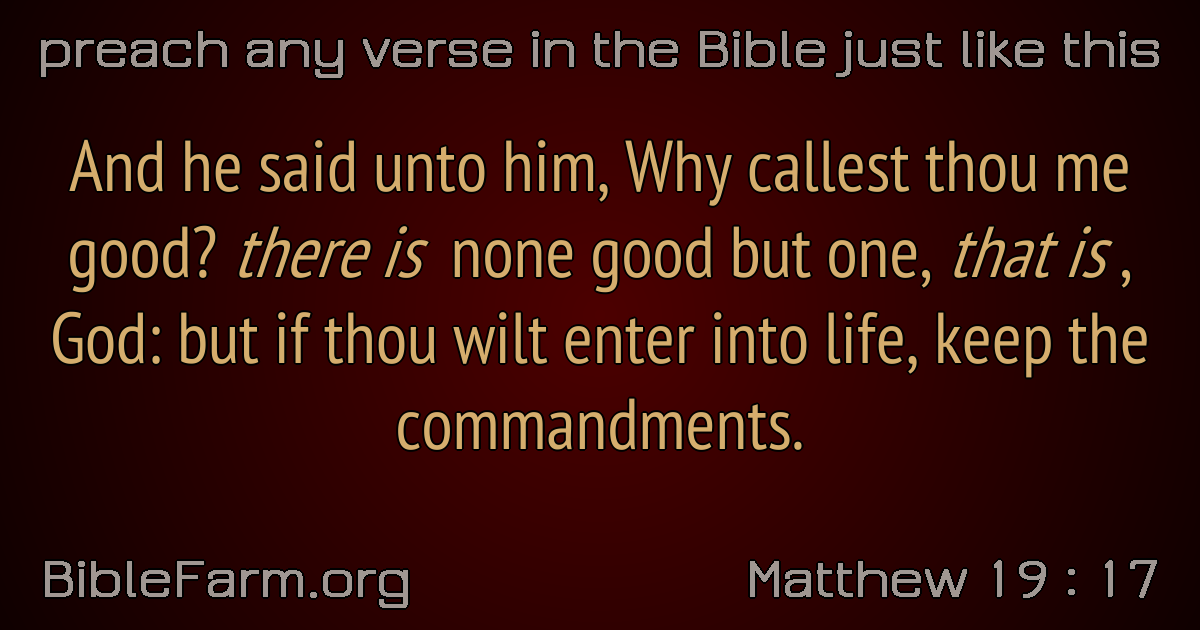 preach any verse in the Bible just like this
And he said unto him, Why callest thou me
good? there is none good but one, that is ,
God: but if thou wilt enter into life, keep the
commandments.
BibleFarm.org
Matthew 19 : 17